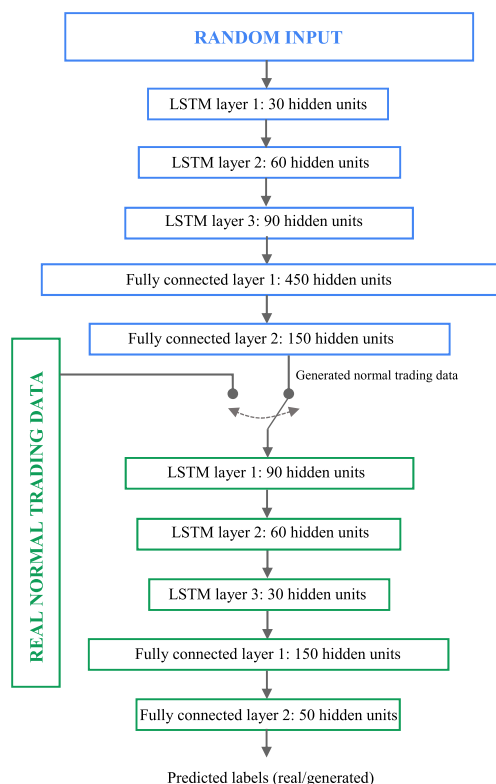 RANDOM INPUT
LSTM layer 1: 30 hidden units
LSTM layer 2: 60 hidden units
LSTM layer 3: 90 hidden units
Fully connected layer 1: 450 hidden units
Fully connected layer 2: 150 hidden units
Generated normal trading data
REAL NORMAL TRADING DATA
LSTM layer 1: 90 hidden units
LSTM layer 2: 60 hidden units
LSTM layer 3: 30 hidden units
Fully connected layer 1: 150 hidden units
Fully connected layer 2: 50 hidden units
Predicted labels (real/generated)